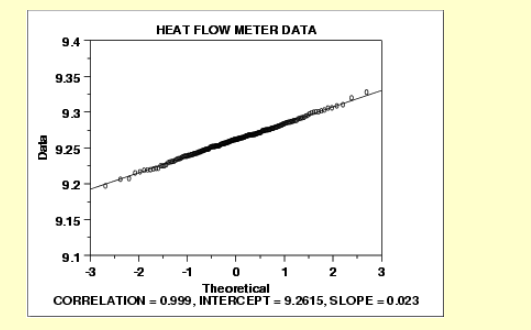 HEAT FLOW METER DATA
9.4
9.35
9.3
9.25
9.2
9.15
9.1
Data
-3 -2 -1 0 1 2 3
Theoretical
CORRELATION = 0.999, INTERCEPT = 9.2615, SLOPE = 0.023